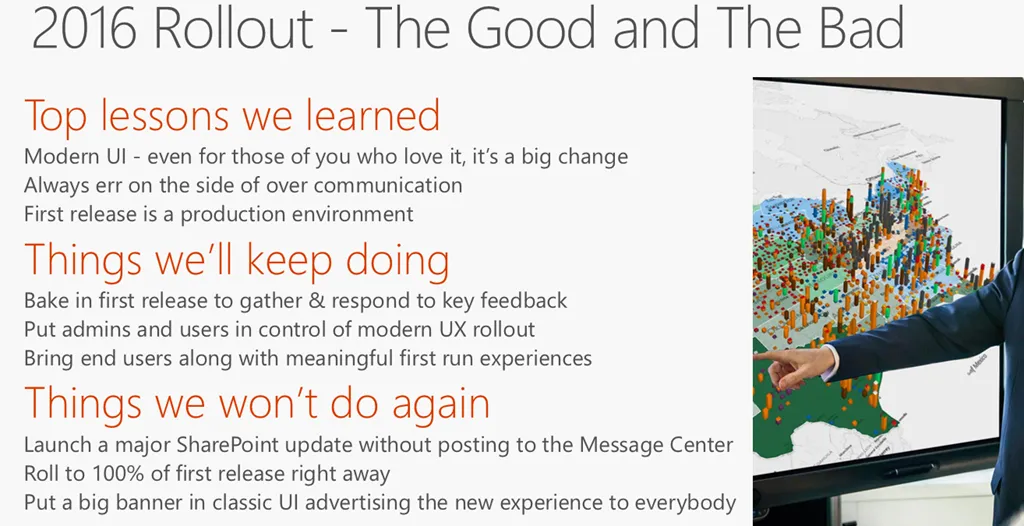 2016 Rollout - The Good and The Bad
Top lessons we learned
Modern UI - even for those of you who love it, it's a big change
Always err on the side of over communication
First release is a production environment
Things we'll keep doing
Bake in first release to gather & respond to key feedback
Put admins and users in control of modern UX rollout
Bring end users along with meaningful first run experiences
Things we won't do again
Launch a major SharePoint update without posting to the Message Center
Roll to 100% of first release right away
Put a big banner in classic UI advertising the new experience to everybody